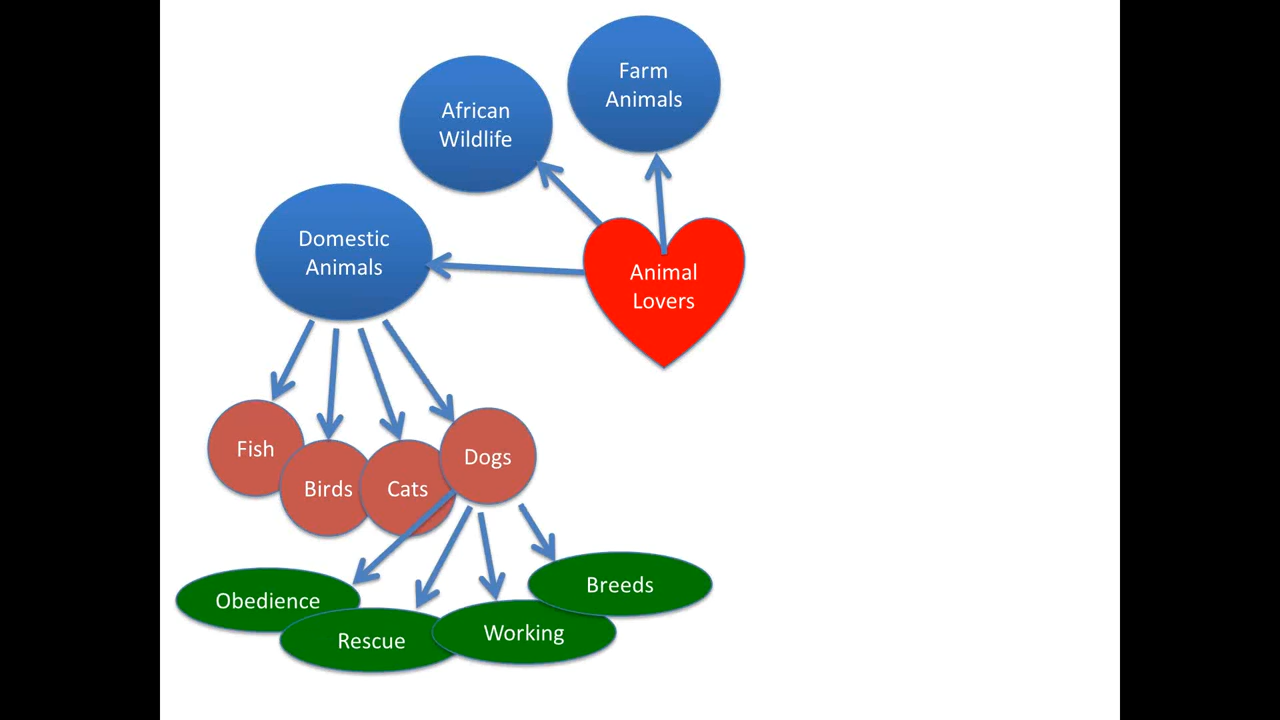 Farm
Animals
African
Wildlife
Domestic
Animals
Animal
Lovers
Fish
Birds
Cats
Dogs
Obedience
Rescue
Working
Breeds